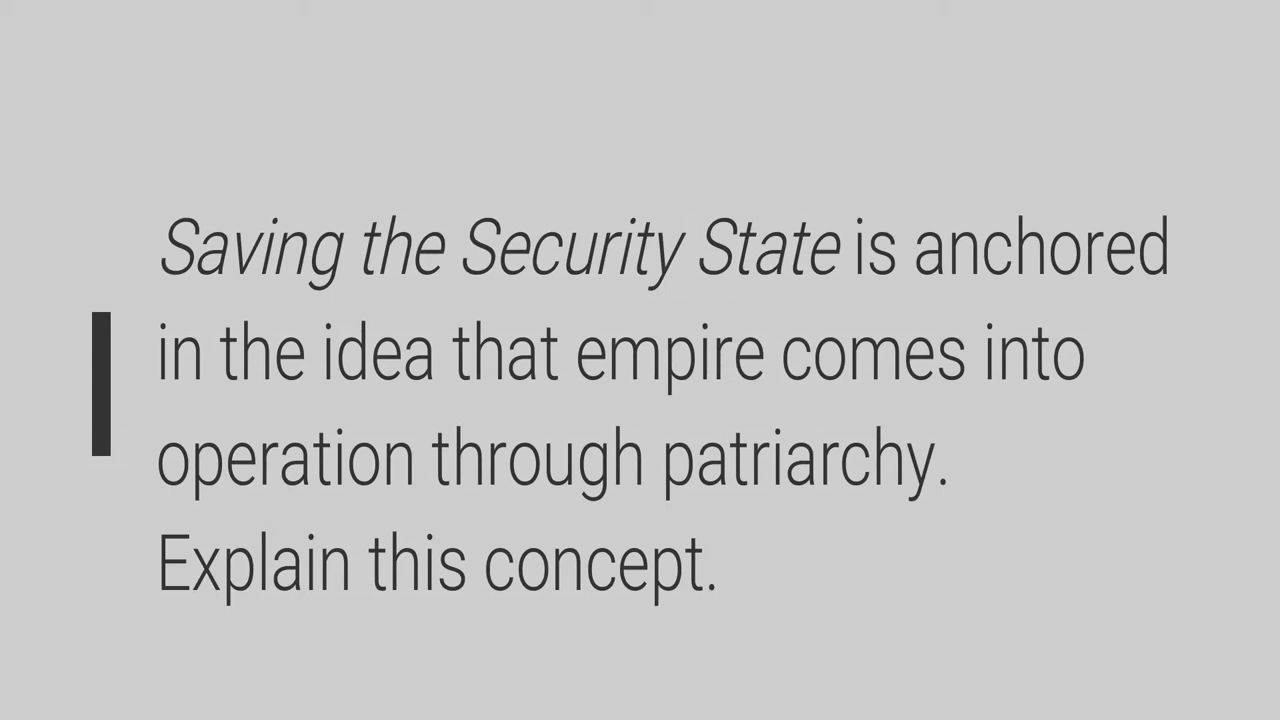 Saving the Security State is anchored
in the idea that empire comes into
operation through patriarchy.
Explain this concept.